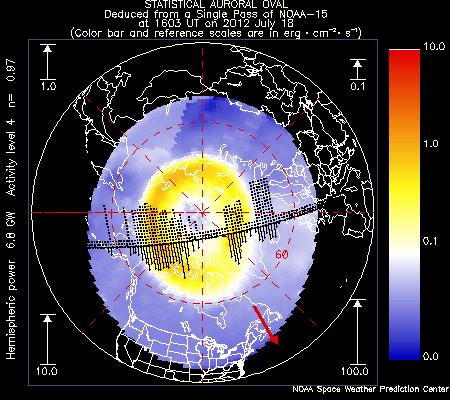 STATISTICAL AURORAL OVAL
Deduced from a Single Pass of NOAA-15
at 1603 UT on 2012 July 18
(Color bar and reference scales are in erg · cm⁻² · s⁻¹)
Hemispheric power 6.8 GW Activity level 4 n= 0.97
1.0
0.1
10.0
100.0
60
10.0
1.0
0.1
0.0
NOAA Space Weather Prediction Center